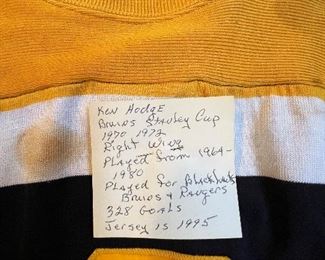 Ken Hodge
Bruins Stanley Cup
1970 1972
Right Wing
Played from 1964-
1980
Played for Blackhawks
Bruins & Rangers
328 Goals
Jersey is 1995